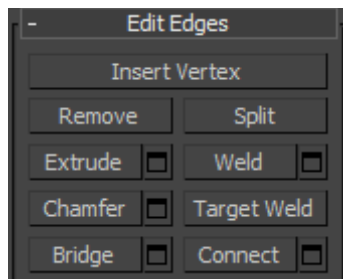 - Edit Edges
Insert Vertex
Remove Split
Extrude Weld
Chamfer Target Weld
Bridge Connect